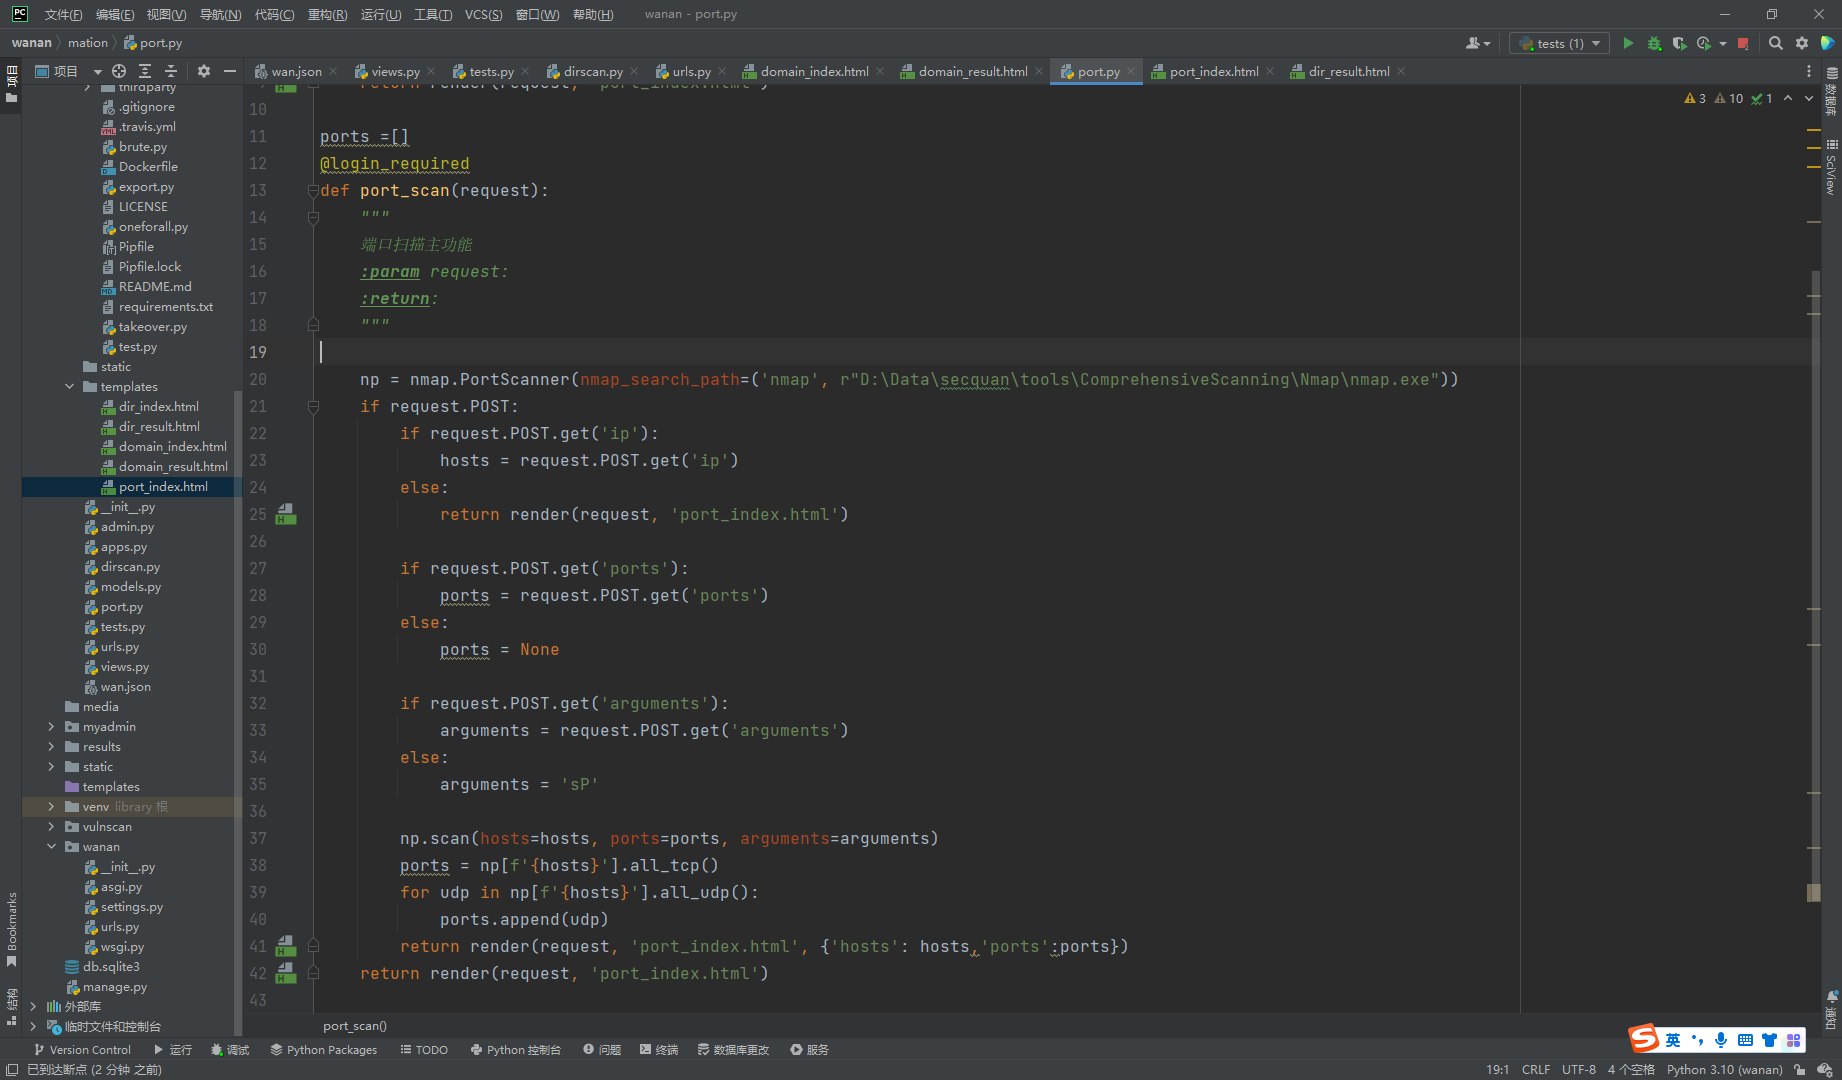 PC 文件(F) 编辑(E) 视图(V) 导航(N) 代码(C) 重构(R) 运行(U) 工具(T) VCS(S) 窗口(W) 帮助(H) wanan - port.py
wanan mation port.py tests (1)
项目 wan.json views.py tests.py dirscan.py urls.py domain_index.html domain_result.html port.py port_index.html dir_result.html
项目
thirdparty
.gitignore
.travis.yml
brute.py
Dockerfile
export.py
LICENSE
oneforall.py
Pipfile
Pipfile.lock
README.md
requirements.txt
takeover.py
test.py
static
templates
dir_index.html
dir_result.html
domain_index.html
domain_result.html
port_index.html
__init__.py
admin.py
apps.py
dirscan.py
models.py
port.py
tests.py
urls.py
views.py
wan.json
media
myadmin
results
static
templates
venv library 根
vulnscan
wanan
__init__.py
asgi.py
settings.py
urls.py
wsgi.py
db.sqlite3
manage.py
外部库
临时文件和控制台
Bookmarks
结构
3 10 1
9 return render(request, 'port_index.html')
10
11 ports =[]
12 @login_required
13 def port_scan(request):
14 """
15 端口扫描主功能
16 :param request:
17 :return:
18 """
19
20 np = nmap.PortScanner(nmap_search_path=('nmap', r"D:\Data\secquan\tools\ComprehensiveScanning\Nmap\nmap.exe"))
21 if request.POST:
22 if request.POST.get('ip'):
23 hosts = request.POST.get('ip')
24 else:
25 return render(request, 'port_index.html')
26
27 if request.POST.get('ports'):
28 ports = request.POST.get('ports')
29 else:
30 ports = None
31
32 if request.POST.get('arguments'):
33 arguments = request.POST.get('arguments')
34 else:
35 arguments = 'sP'
36
37 np.scan(hosts=hosts, ports=ports, arguments=arguments)
38 ports = np[f'{hosts}'].all_tcp()
39 for udp in np[f'{hosts}'].all_udp():
40 ports.append(udp)
41 return render(request, 'port_index.html', {'hosts': hosts,'ports':ports})
42 return render(request, 'port_index.html')
43
port_scan()
数据库
SciView
通知
Version Control 运行 调试 Python Packages TODO Python 控制台 问题 终端 数据库更改 服务
S 英
已到达断点 (2 分钟 之前) 19:1 CRLF UTF-8 4 个空格 Python 3.10 (wanan)